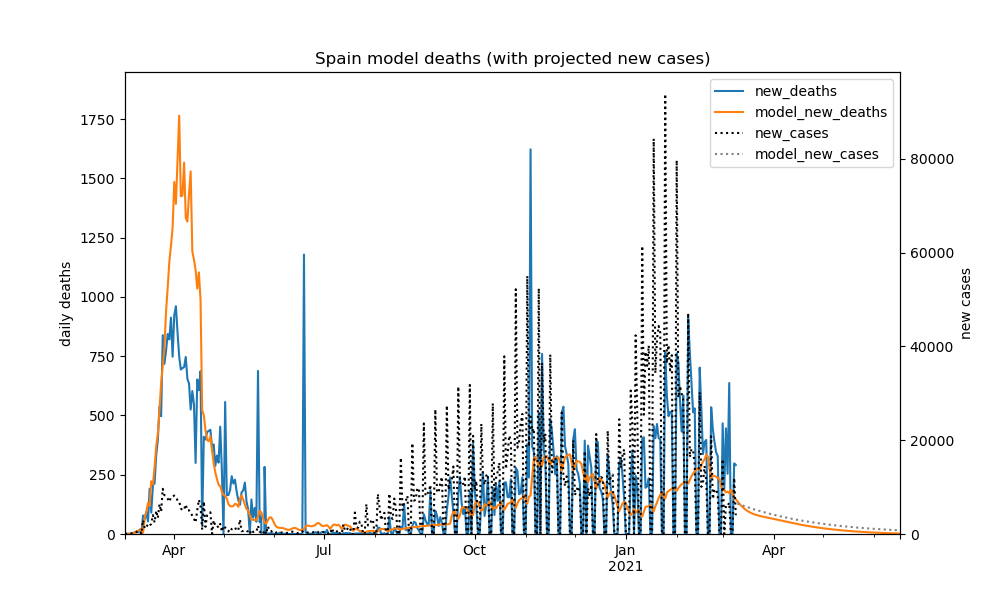 Spain model deaths (with projected new cases)
new_deaths
model_new_deaths
new_cases
model_new_cases
daily deaths
1750
1500
1250
1000
750
500
250
0
80000
60000
40000
20000
0
new cases
Apr
Jul
Oct
Jan
2021
Apr